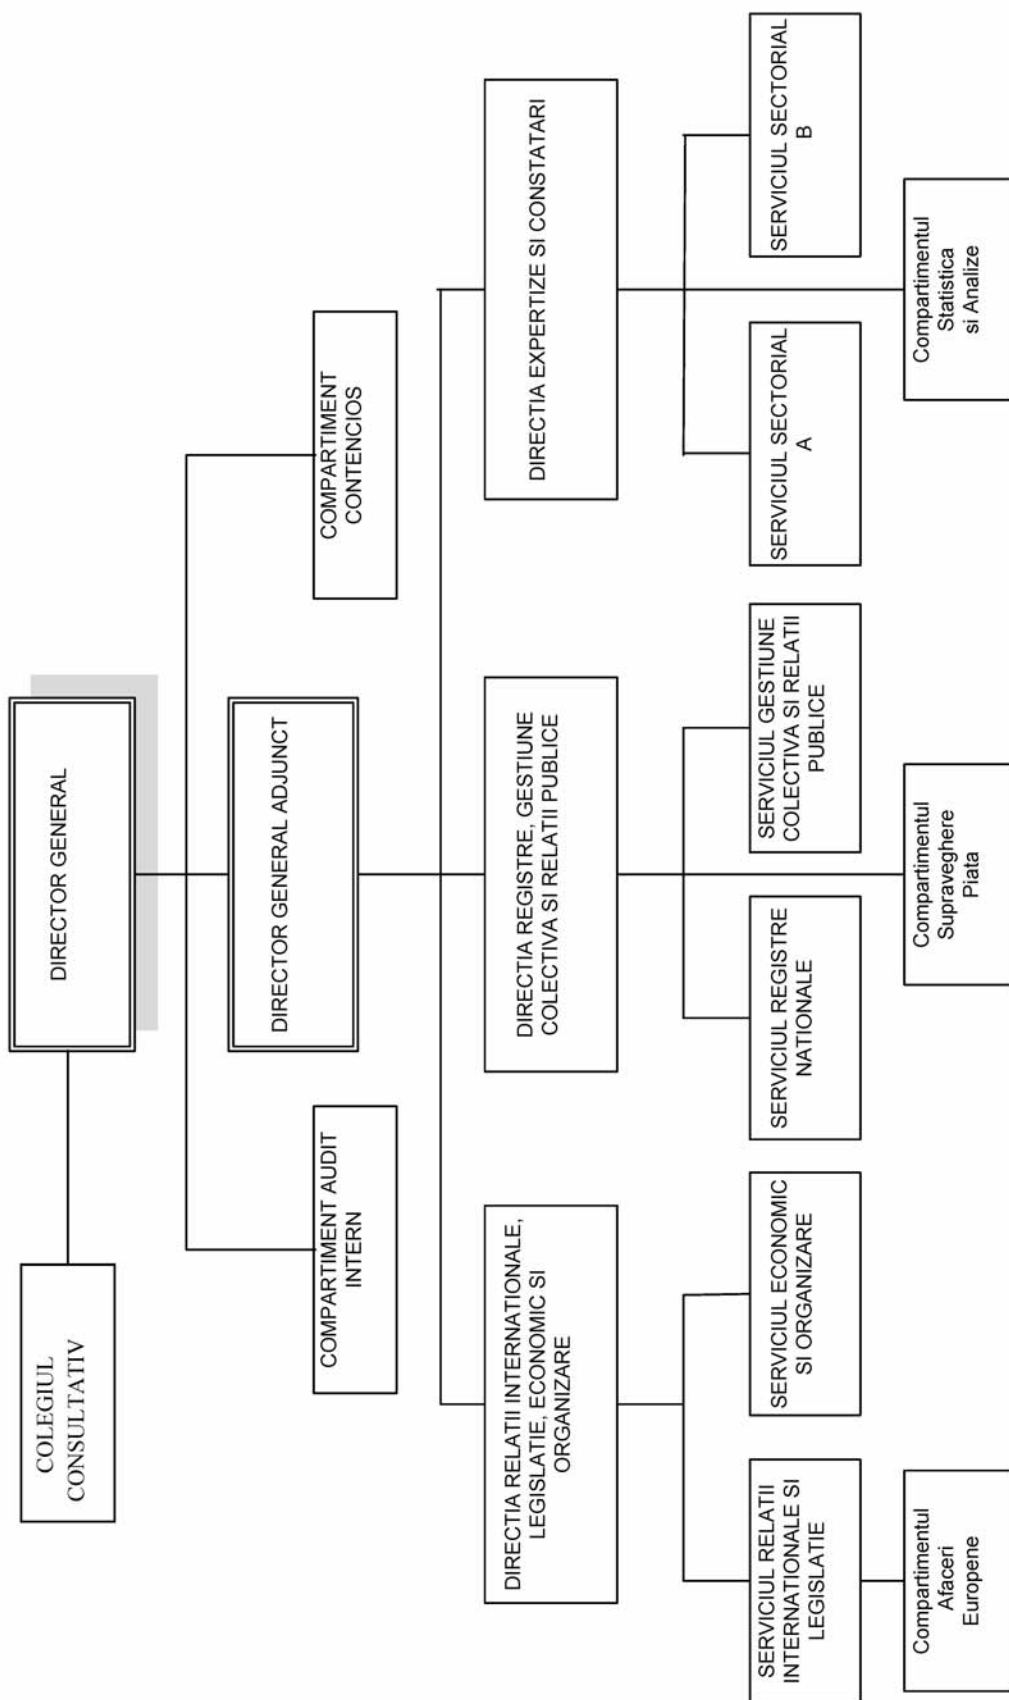 DIRECTOR GENERAL
COLEGIUL
CONSULTATIV
DIRECTOR GENERAL ADJUNCT
COMPARTIMENT AUDIT
INTERN
COMPARTIMENT
CONTENCIOS
DIRECTIA RELATII INTERNATIONALE,
LEGISLATIE, ECONOMIC SI
ORGANIZARE
DIRECTIA REGISTRE, GESTIUNE
COLECTIVA SI RELATII PUBLICE
DIRECTIA EXPERTIZE SI CONSTATARI
SERVICIUL RELATII
INTERNATIONALE SI
LEGISLATIE
SERVICIUL ECONOMIC
SI ORGANIZARE
SERVICIUL REGISTRE
NATIONALE
SERVICIUL GESTIUNE
COLECTIVA SI RELATII
PUBLICE
SERVICIUL SECTORIAL
A
SERVICIUL SECTORIAL
B
Compartimentul
Afaceri
Europene
Compartimentul
Supraveghere
Piata
Compartimentul
Statistica
si Analize